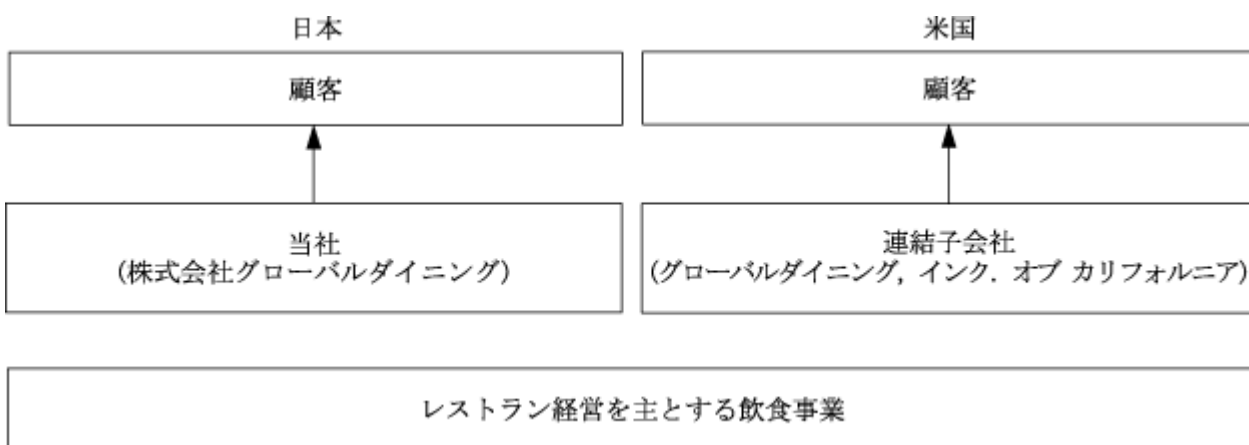 日本
米国
顧客
顧客
当社
(株式会社グローバルダイニング)
連結子会社
(グローバルダイニング, インク. オブ カリフォルニア)
レストラン経営を主とする飲食事業